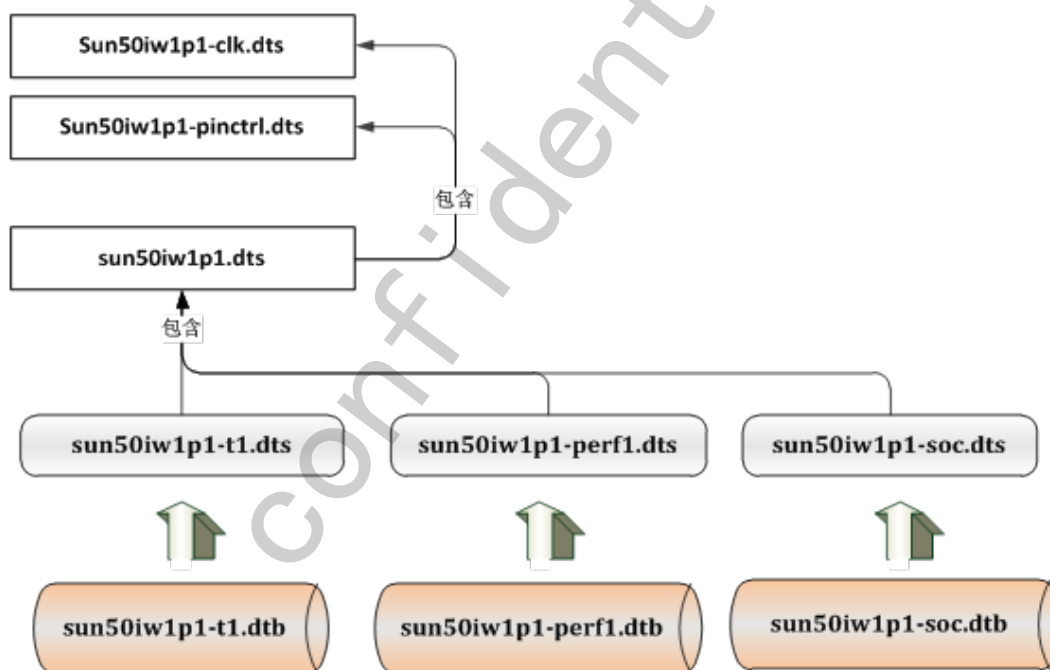 Sun50iw1p1-clk.dts
Sun50iw1p1-pinctrl.dts
包含
sun50iw1p1.dts
包含
sun50iw1p1-t1.dts
sun50iw1p1-perf1.dts
sun50iw1p1-soc.dts
sun50iw1p1-t1.dtb
sun50iw1p1-perf1.dtb
sun50iw1p1-soc.dtb
confident